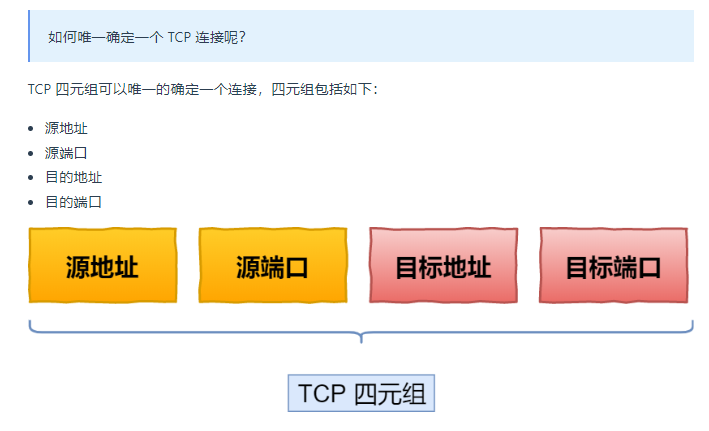 如何唯一确定一个 TCP 连接呢？
TCP 四元组可以唯一的确定一个连接，四元组包括如下：
源地址
源端口
目的地址
目的端口
源地址 源端口 目标地址 目标端口
TCP 四元组